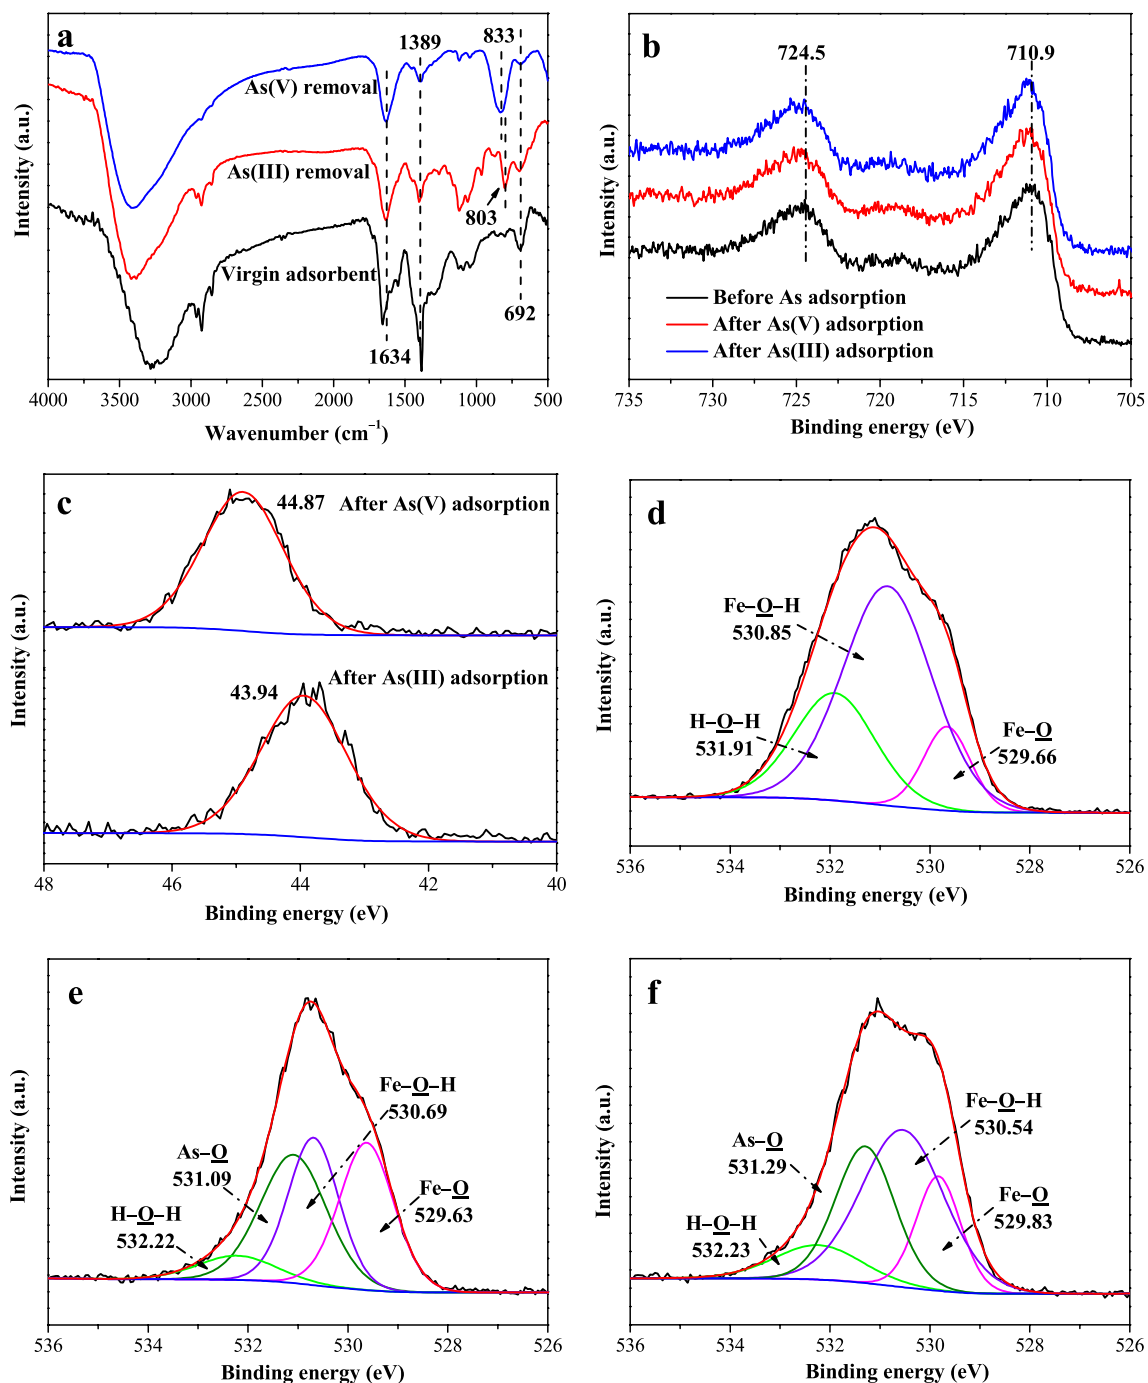 a
1389
833
As(V) removal
As(III) removal
803
Virgin adsorbent
692
1634
Intensity (a.u.)
4000 3500 3000 2500 2000 1500 1000 500
Wavenumber (cm⁻¹)
b
724.5
710.9
Before As adsorption
After As(V) adsorption
After As(III) adsorption
Intensity (a.u.)
735 730 725 720 715 710 705
Binding energy (eV)
c
44.87
After As(V) adsorption
After As(III) adsorption
43.94
Intensity (a.u.)
48 46 44 42 40
Binding energy (eV)
d
Fe–O–H
530.85
H–O–H
531.91
Fe–O
529.66
Intensity (a.u.)
536 534 532 530 528 526
Binding energy (eV)
e
Fe–O–H
530.69
As–O
531.09
Fe–O
529.63
H–O–H
532.22
Intensity (a.u.)
536 534 532 530 528 526
Binding energy (eV)
f
Fe–O–H
530.54
As–O
531.29
Fe–O
529.83
H–O–H
532.23
Intensity (a.u.)
536 534 532 530 528 526
Binding energy (eV)